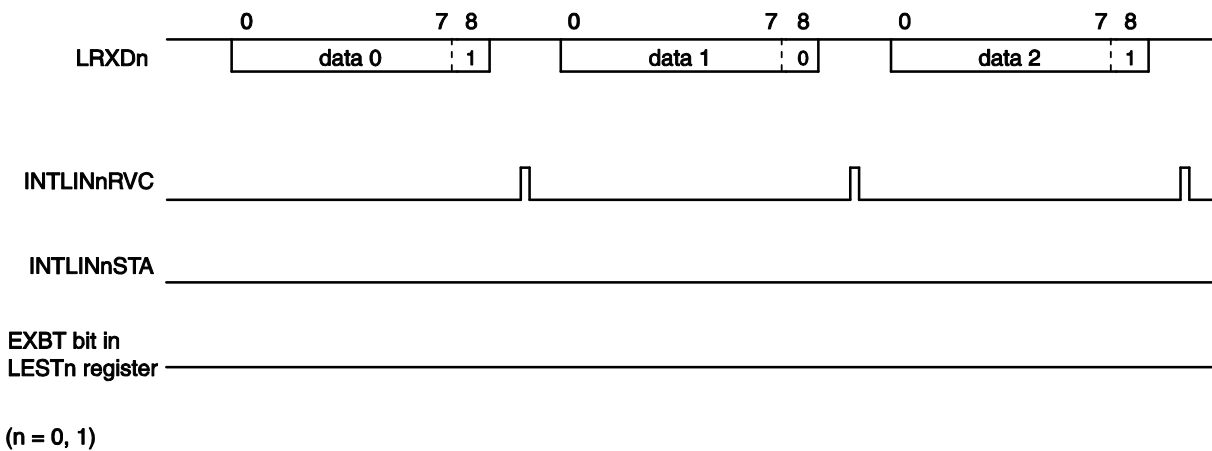 0 7 8 0 7 8 0 7 8
LRXDn data 0 1 data 1 0 data 2 1
INTLINnRVC
INTLINnSTA
EXBT bit in
LESTn register
(n = 0, 1)